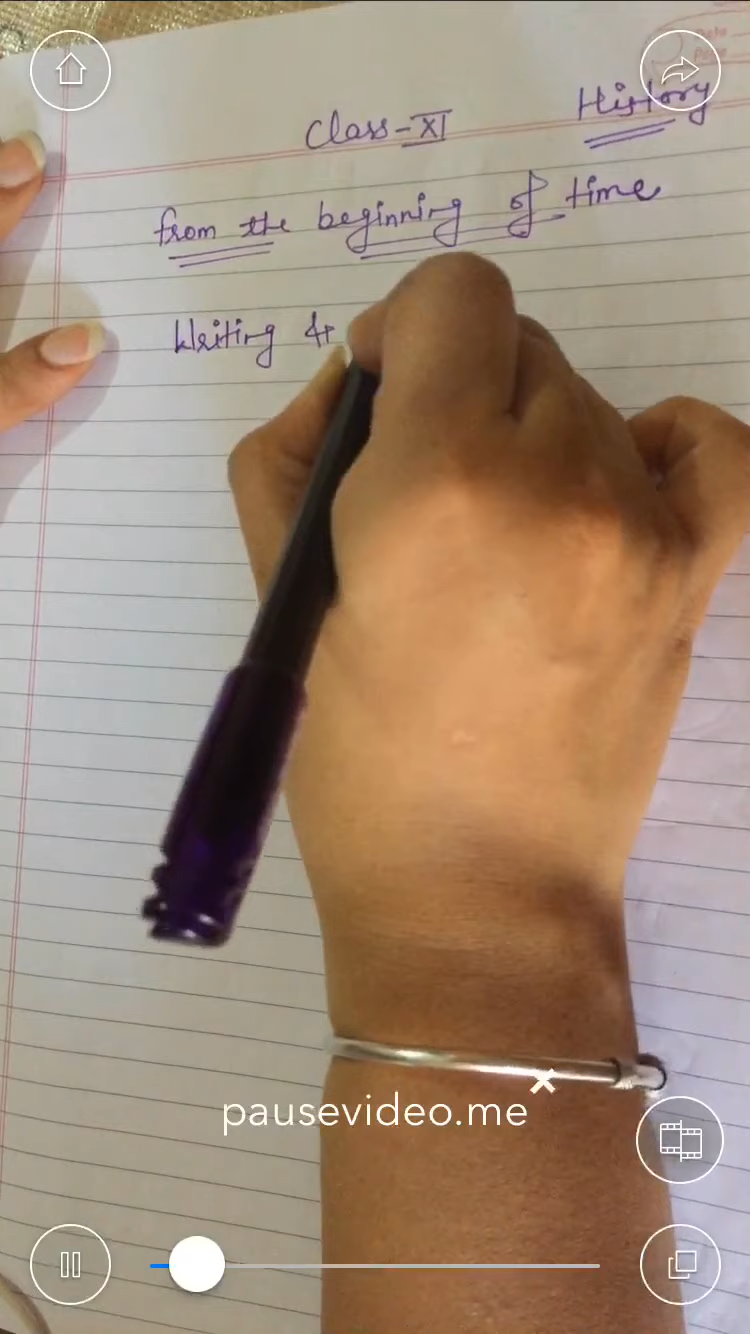 Class-XI
History
from the beginning of time
Writing
pausevideo.me